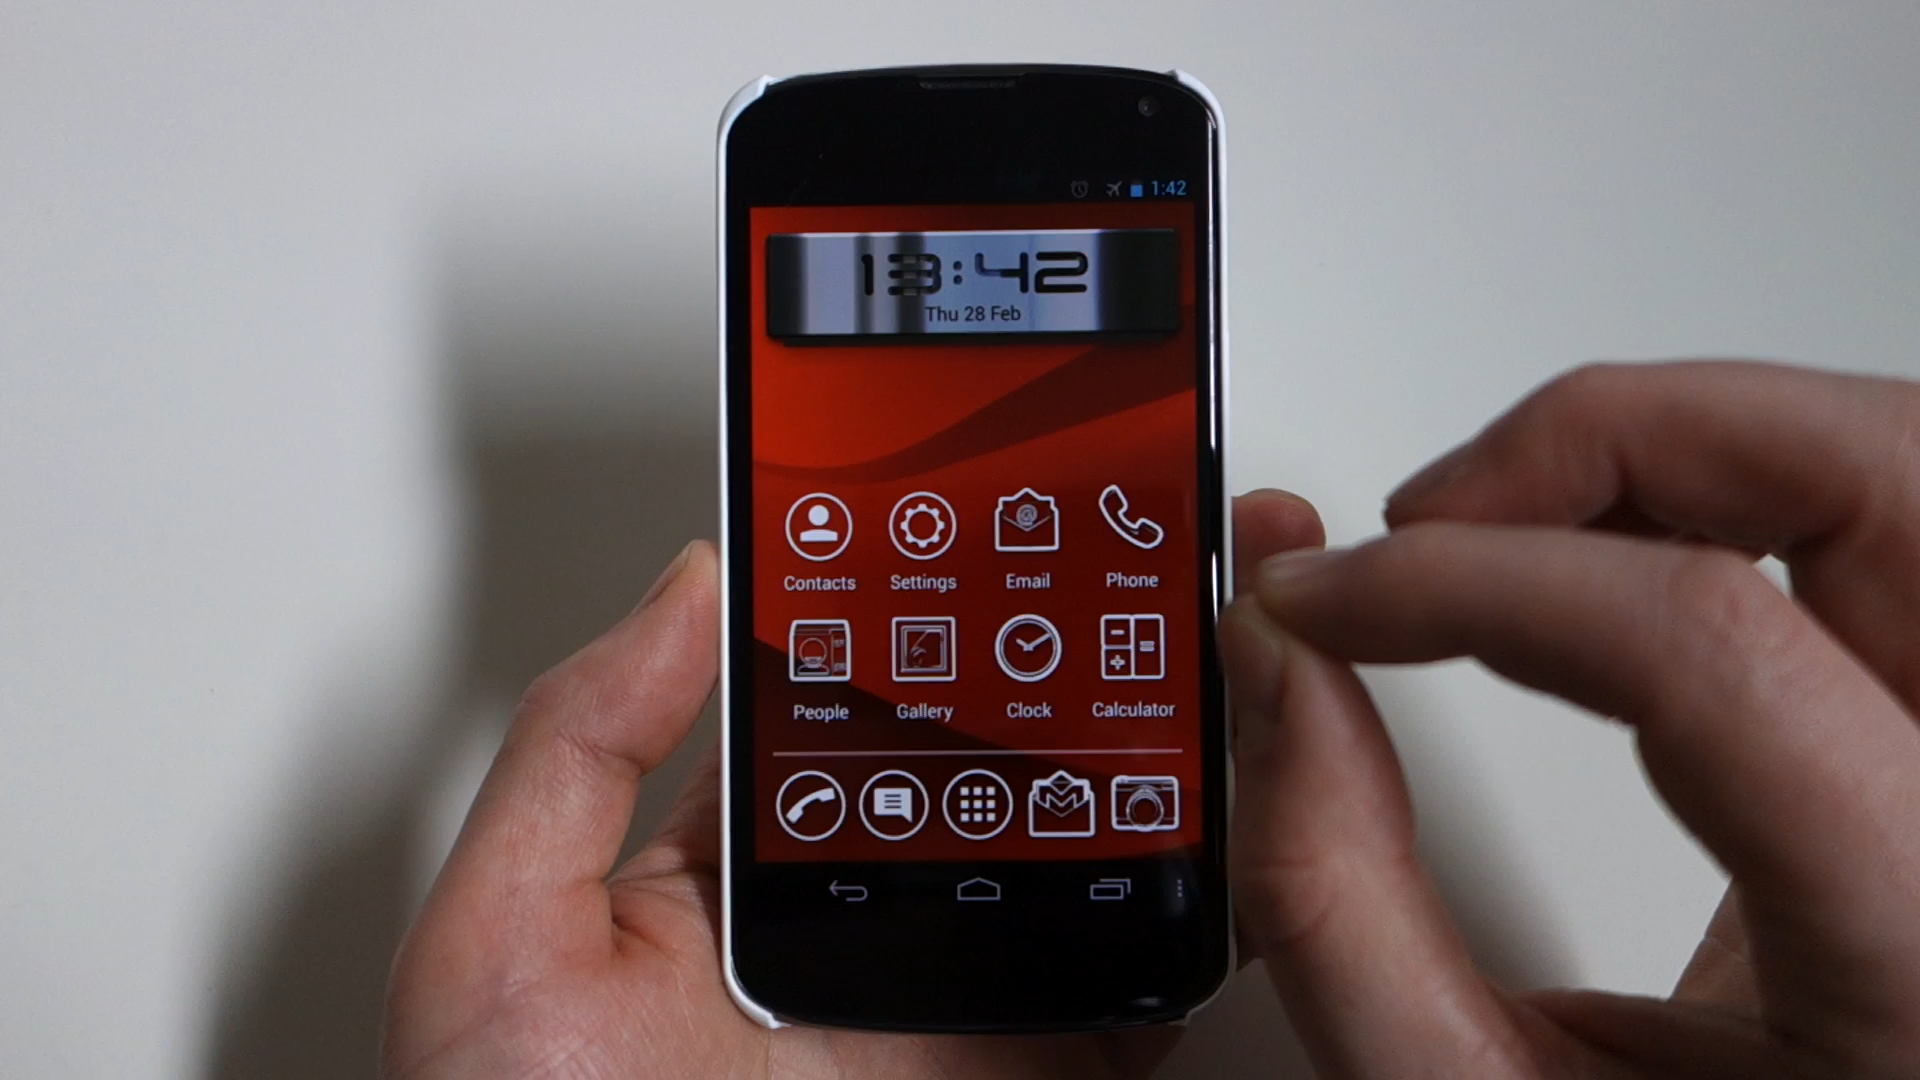 1:42
13:42
Thu 28 Feb
Contacts Settings Email Phone
People Gallery Clock Calculator